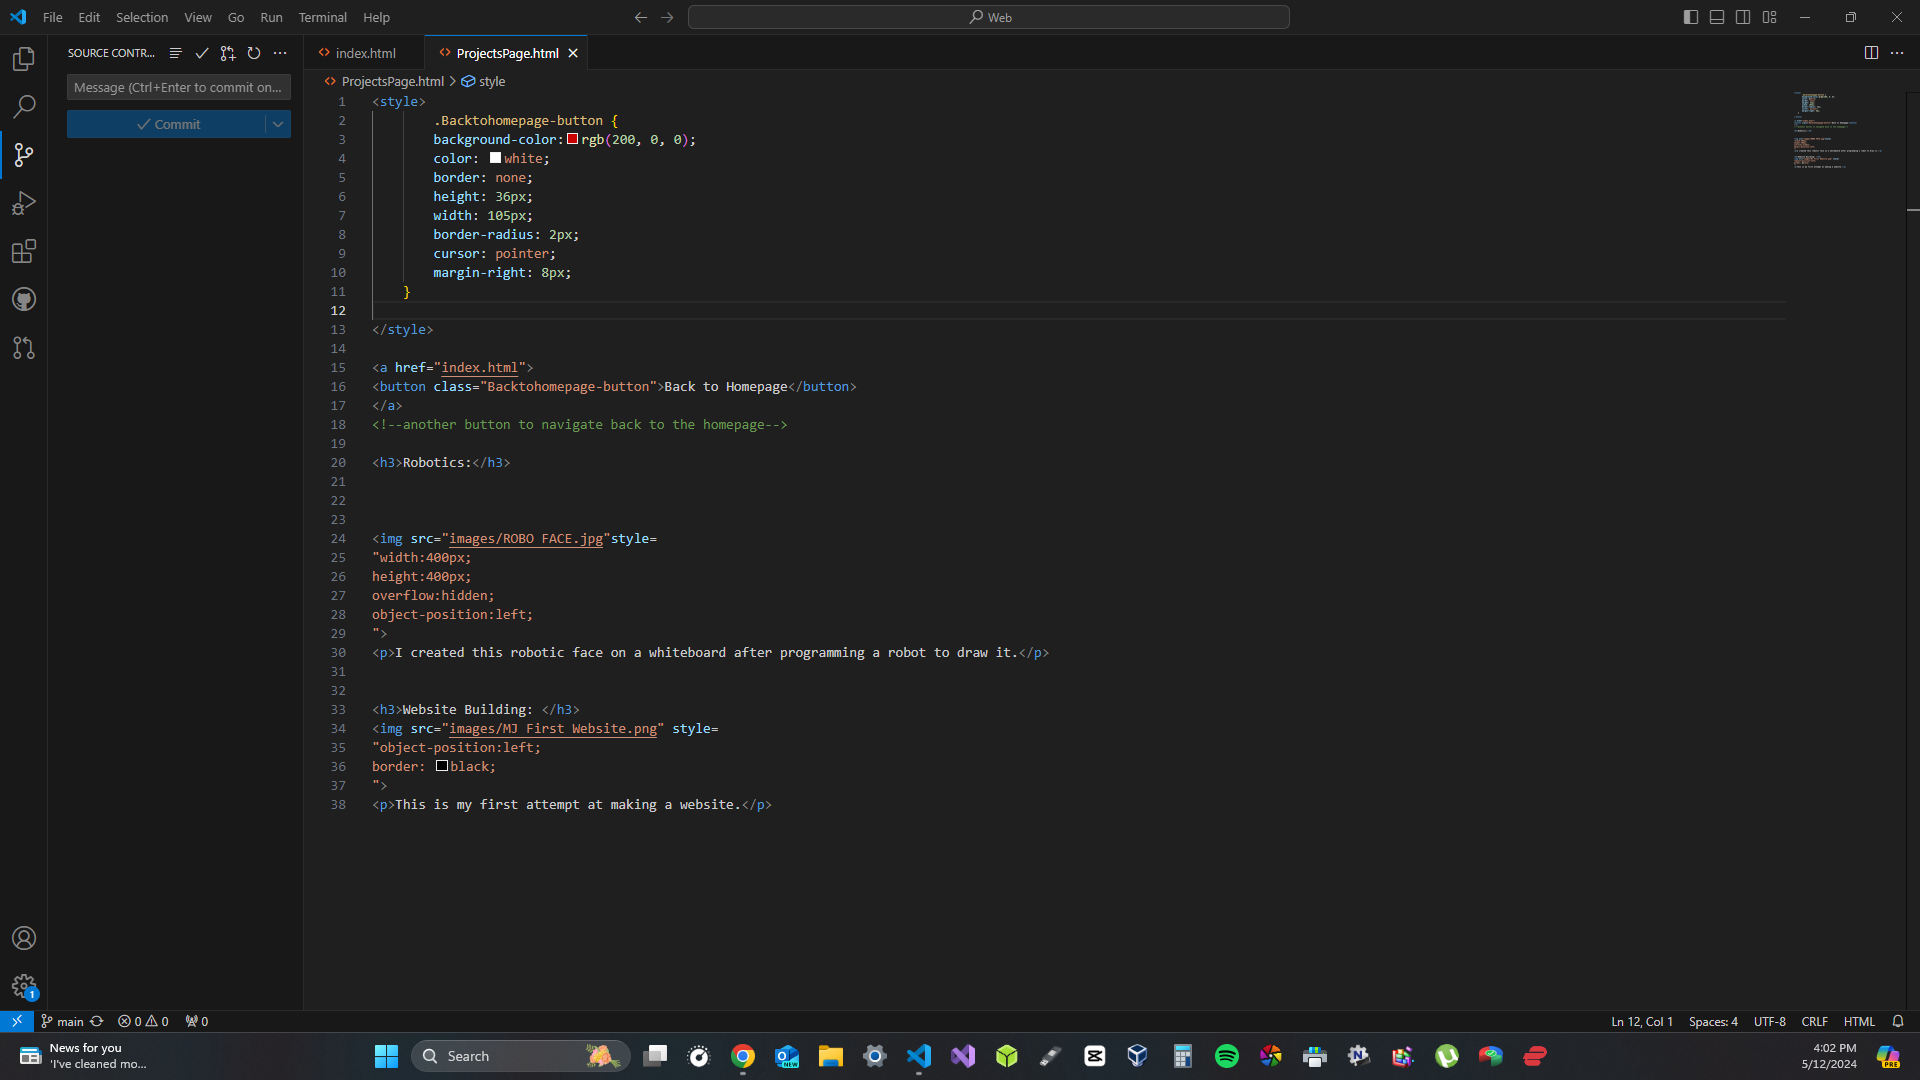 File Edit Selection View Go Run Terminal Help
Web
SOURCE CONTR...
Message (Ctrl+Enter to commit on...
Commit
index.html
ProjectsPage.html
ProjectsPage.html > style
1 <style>
2 .Backtohomepage-button {
3 background-color: rgb(200, 0, 0);
4 color: white;
5 border: none;
6 height: 36px;
7 width: 105px;
8 border-radius: 2px;
9 cursor: pointer;
10 margin-right: 8px;
11 }
12
13 </style>
14
15 <a href="index.html">
16 <button class="Backtohomepage-button">Back to Homepage</button>
17 </a>
18 <!--another button to navigate back to the homepage-->
19
20 <h3>Robotics:</h3>
21
22
23
24 <img src="images/ROBO FACE.jpg"style=
25 "width:400px;
26 height:400px;
27 overflow:hidden;
28 object-position:left;
29 ">
30 <p>I created this robotic face on a whiteboard after programming a robot to draw it.</p>
31
32
33 <h3>Website Building: </h3>
34 <img src="images/MJ First Website.png" style=
35 "object-position:left;
36 border: black;
37 ">
38 <p>This is my first attempt at making a website.</p>
1
main 0 0 0
Ln 12, Col 1 Spaces: 4 UTF-8 CRLF HTML
News for you
'I've cleaned mo...
Search
NEW
4:02 PM
5/12/2024
PRE